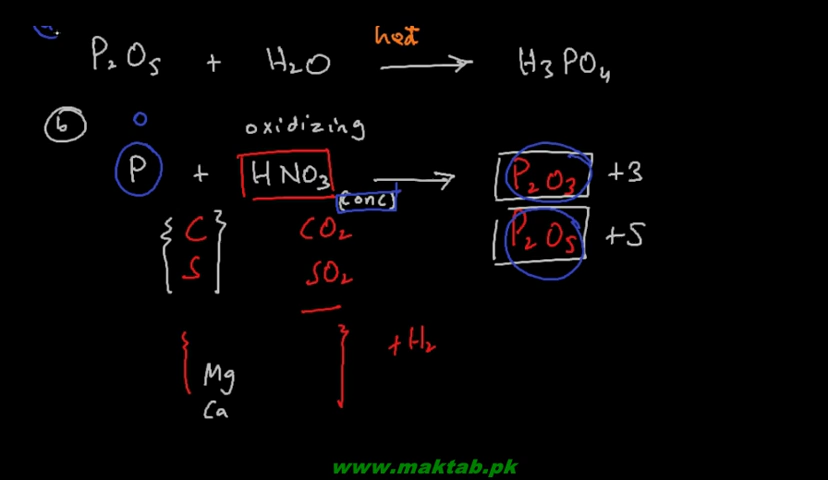 P2O5 + H2O heat → H3PO4
b 0
oxidizing
P + HNO3 (conc) → P2O3 +3
C CO2 P2O5 +5
S SO2
+H2
Mg
Ca
www.maktab.pk